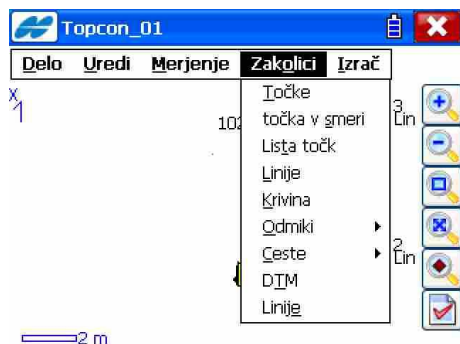 Topcon_01
Delo Uredi Merjenje Zakolici Izrač
X
Točke
točka v smeri
Lista točk
Linije
Krivina
Odmiki
Ceste
DTM
Linije
102
3
Lin
2
Lin
2 m